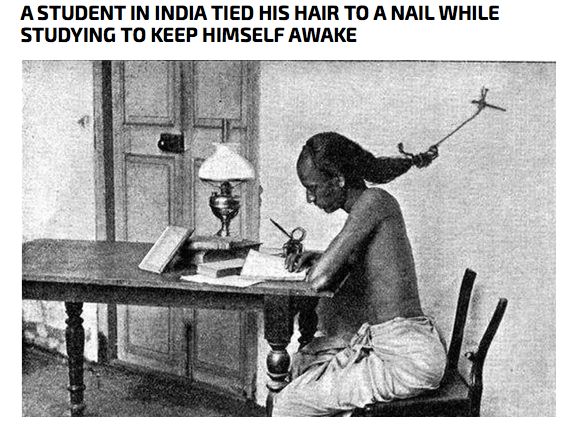 A STUDENT IN INDIA TIED HIS HAIR TO A NAIL WHILE
STUDYING TO KEEP HIMSELF AWAKE